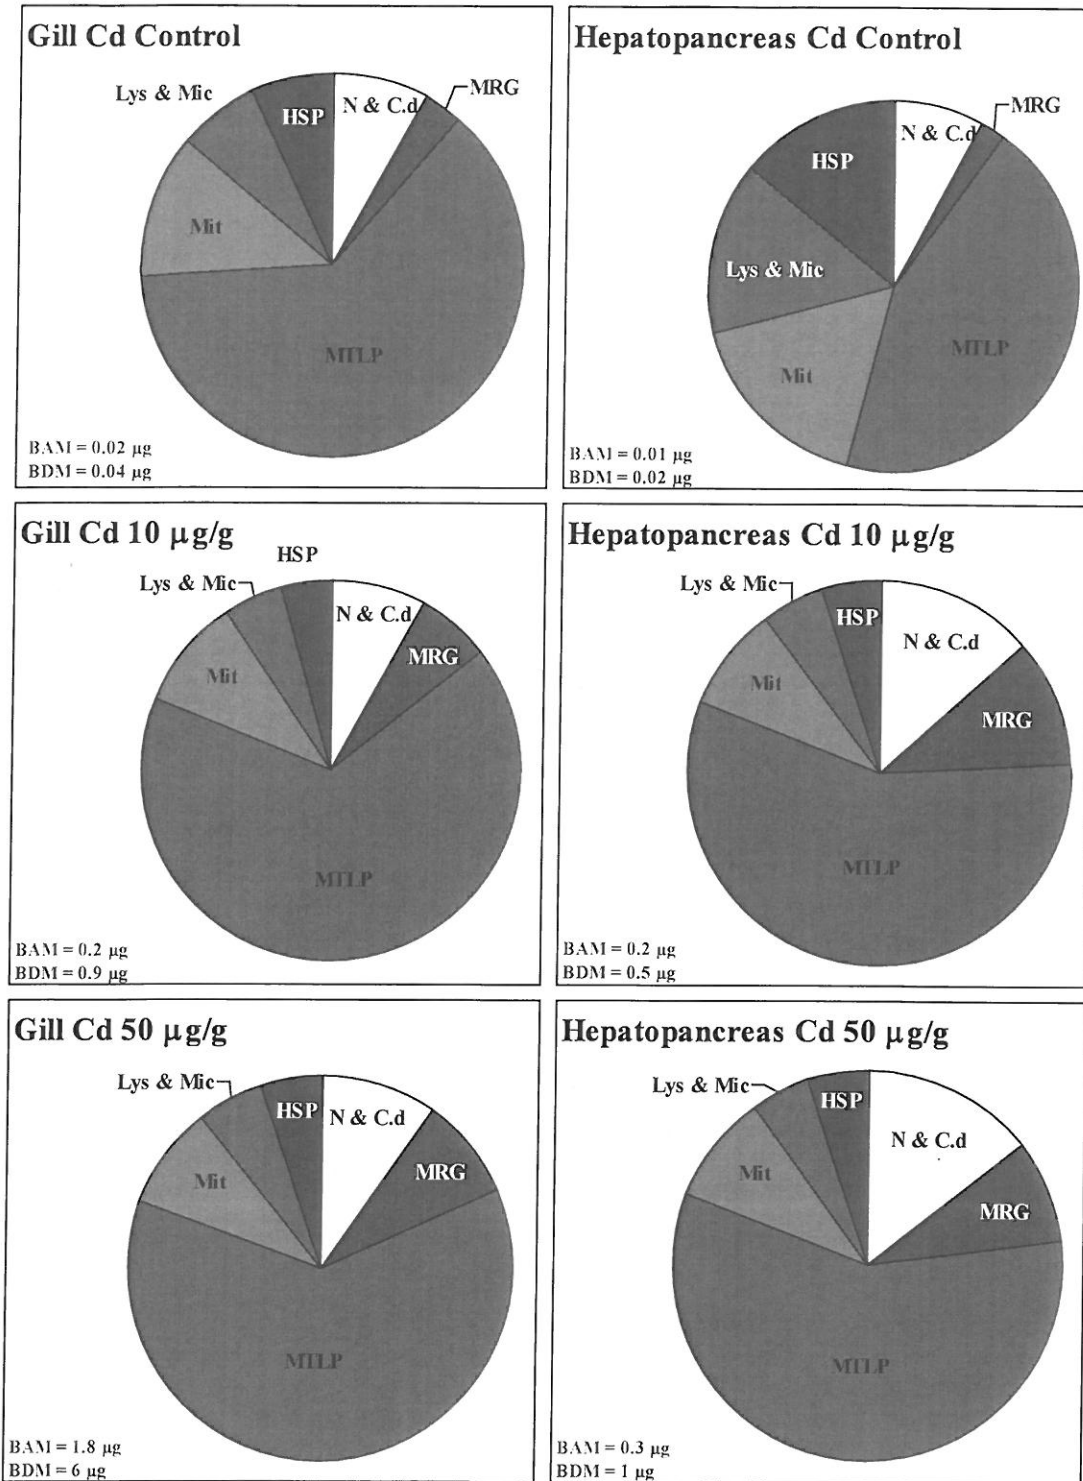 Gill Cd Control
Lys & Mic
HSP
N & C.d
MRG
Mit
MTLP
BAM = 0.02 µg
BDM = 0.04 µg
Hepatopancreas Cd Control
HSP
N & C.d
MRG
Lys & Mic
Mit
MTLP
BAM = 0.01 µg
BDM = 0.02 µg
Gill Cd 10 µg/g
HSP
Lys & Mic
N & C.d
MRG
Mit
MTLP
BAM = 0.2 µg
BDM = 0.9 µg
Hepatopancreas Cd 10 µg/g
Lys & Mic
HSP
N & C.d
Mit
MRG
MTLP
BAM = 0.2 µg
BDM = 0.5 µg
Gill Cd 50 µg/g
Lys & Mic
HSP
N & C.d
Mit
MRG
MTLP
BAM = 1.8 µg
BDM = 6 µg
Hepatopancreas Cd 50 µg/g
Lys & Mic
HSP
N & C.d
Mit
MRG
MTLP
BAM = 0.3 µg
BDM = 1 µg